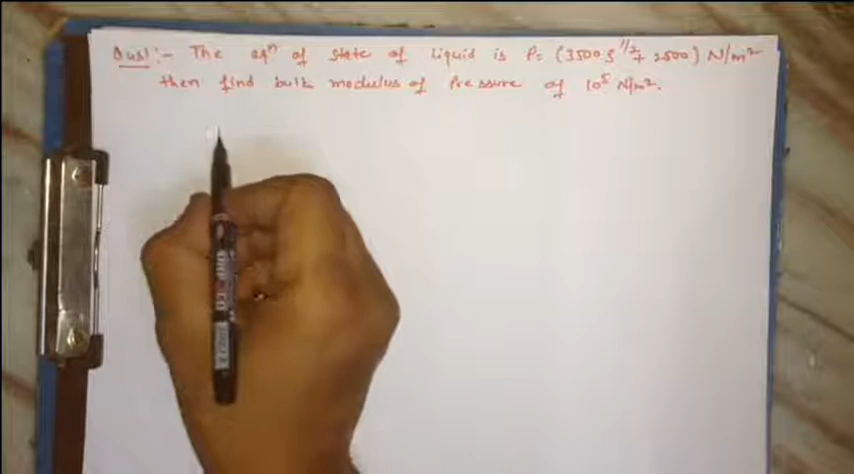 Qus1:- The eqⁿ of state of liquid is P= (3500 ρ^1/2 + 2500) N/m²
then find bulk modulus of Pressure of 10⁵ N/m².